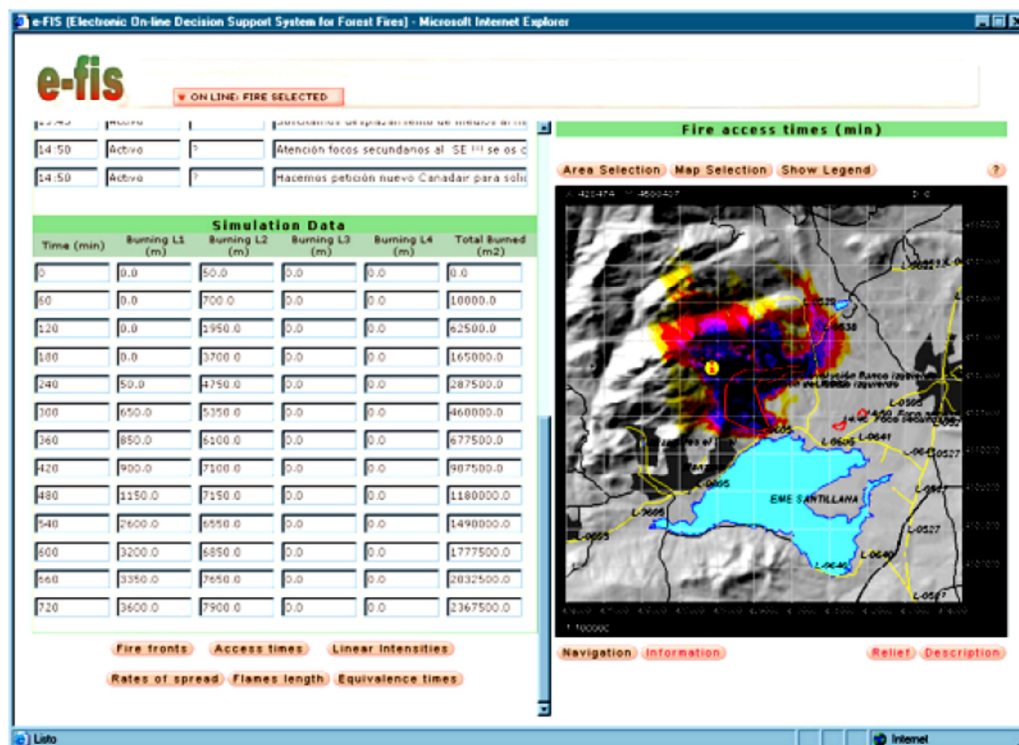 e-FIS (Electronic On-line Decision Support System for Forest Fires) - Microsoft Internet Explorer
e-fis
ON LINE: FIRE SELECTED
Activo
14:50 Activo ? Atención focos secundarios al SE se os c
14:50 Activo ? Hacemos petición nuevo Canadair para soli
Simulation Data
Time (min) Burning L1 (m) Burning L2 (m) Burning L3 (m) Burning L4 (m) Total Burned (m2)
0 0.0 50.0 0.0 0.0 0.0
60 0.0 700.0 0.0 0.0 10000.0
120 0.0 1950.0 0.0 0.0 62500.0
180 0.0 3700.0 0.0 0.0 165000.0
240 50.0 4750.0 0.0 0.0 287500.0
300 650.0 5350.0 0.0 0.0 460000.0
360 850.0 6100.0 0.0 0.0 677500.0
420 900.0 7100.0 0.0 0.0 907500.0
480 1150.0 7150.0 0.0 0.0 1180000.0
540 2600.0 6550.0 0.0 0.0 1490000.0
600 3200.0 6850.0 0.0 0.0 1777500.0
660 3350.0 7650.0 0.0 0.0 2032500.0
720 3600.0 7900.0 0.0 0.0 2367500.0
Fire fronts Access times Linear Intensities
Rates of spread Flames length Equivalence times
Fire access times (min)
Area Selection Map Selection Show Legend ?
L-0538
L-0605
L-0641
L-0527
EME SANTILLANA
L-0605
L-0527
L-0640
Navigation Information Relief Description
Listo
Internet